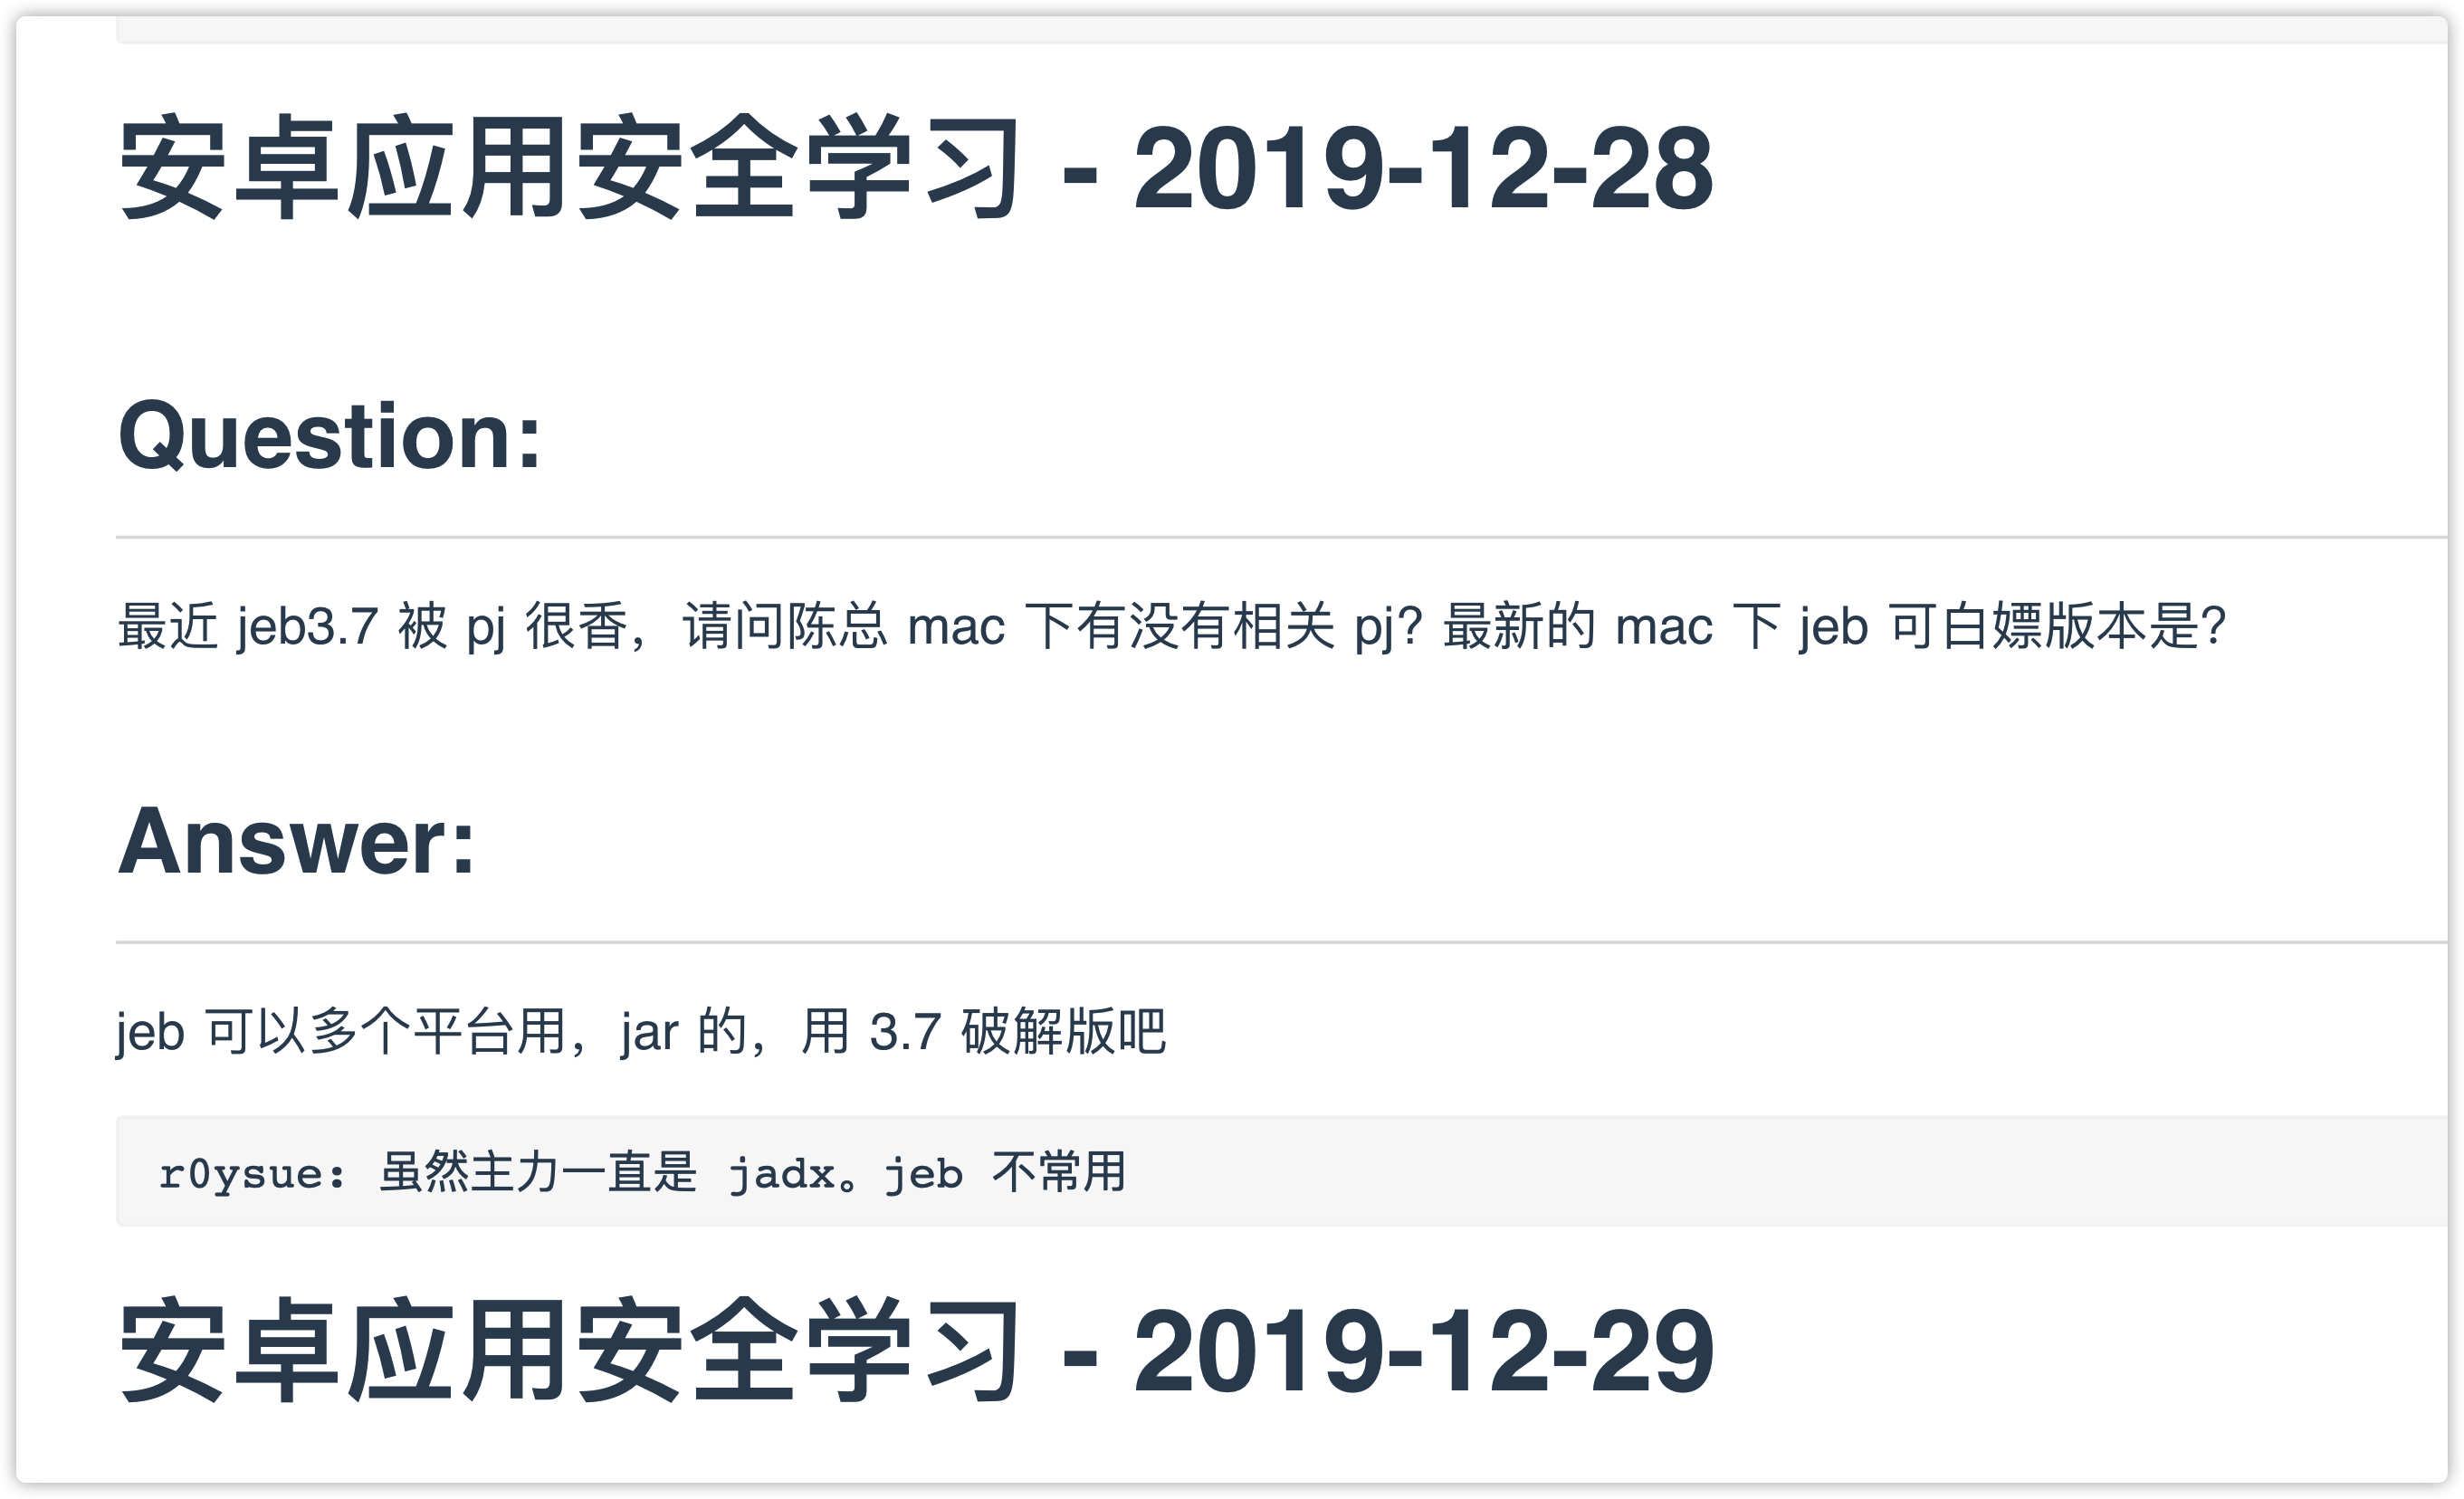 安卓应用安全学习 - 2019-12-28
Question:
最近 jeb3.7 被 pj 很香，请问陈总 mac 下有没有相关 pj？最新的 mac 下 jeb 可白嫖版本是？
Answer:
jeb 可以多个平台用，jar 的，用 3.7 破解版吧
r0ysue: 虽然主力一直是 jadx。jeb 不常用
安卓应用安全学习 - 2019-12-29